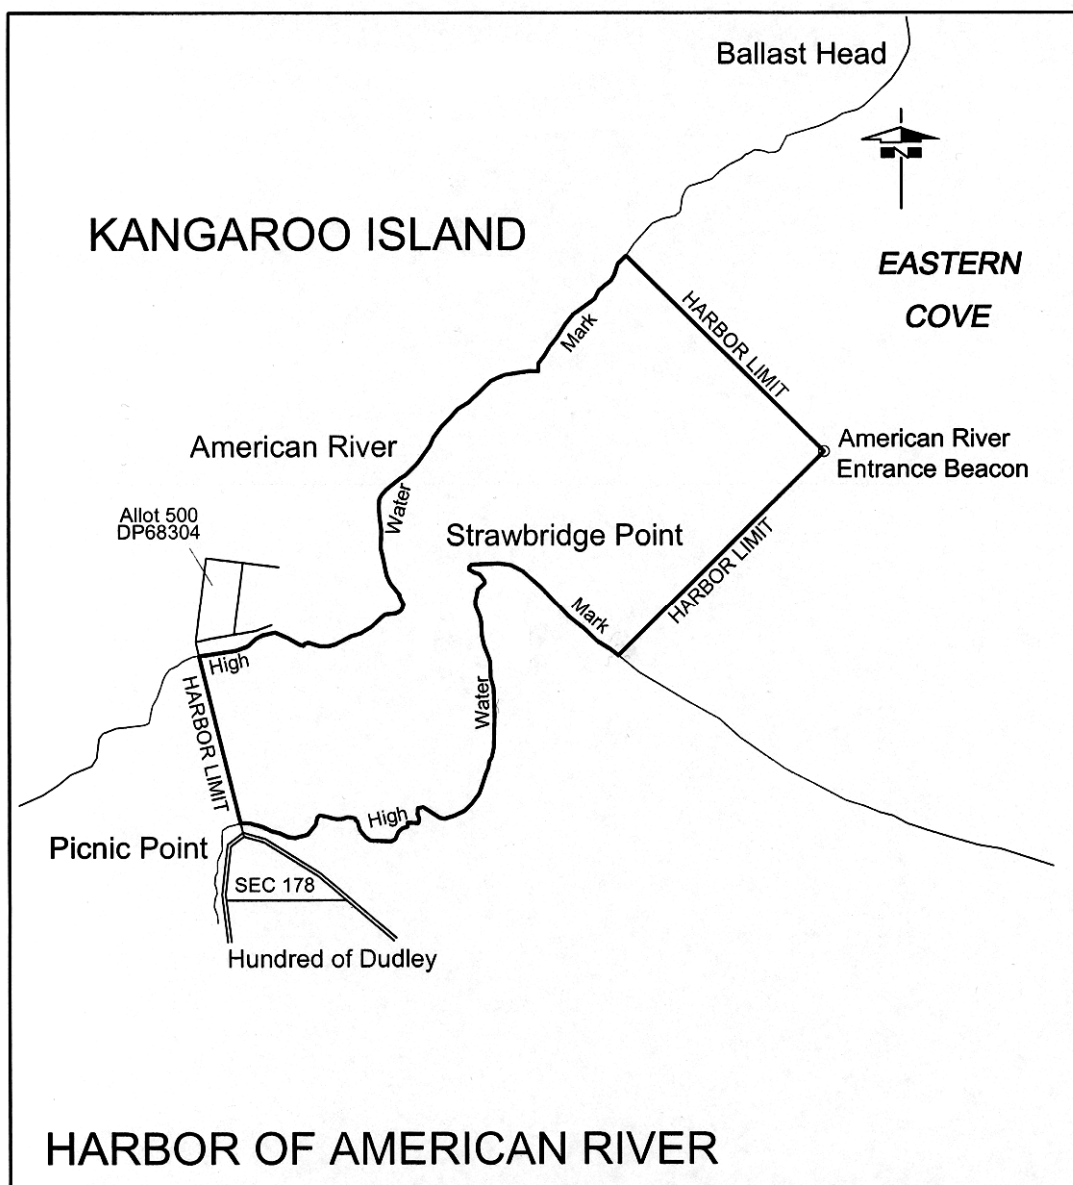 Ballast Head
N
KANGAROO ISLAND
EASTERN
COVE
HARBOR LIMIT
Mark
American River
American River
Entrance Beacon
Water
Allot 500
DP68304
Strawbridge Point
HARBOR LIMIT
Mark
High
HARBOR LIMIT
Water
High
Picnic Point
SEC 178
Hundred of Dudley
HARBOR OF AMERICAN RIVER